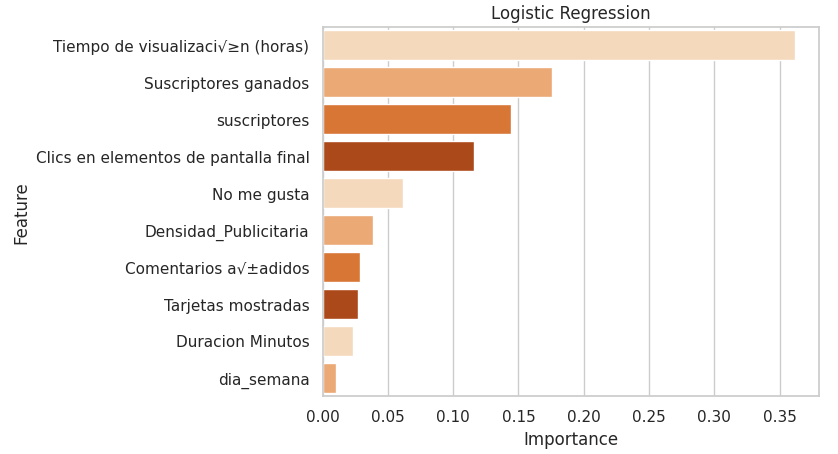 Logistic Regression
Tiempo de visualizaci√≥n (horas)
Suscriptores ganados
suscriptores
Clics en elementos de pantalla final
No me gusta
Densidad_Publicitaria
Comentarios a√±adidos
Tarjetas mostradas
Duracion Minutos
dia_semana
Feature
0.00 0.05 0.10 0.15 0.20 0.25 0.30 0.35
Importance